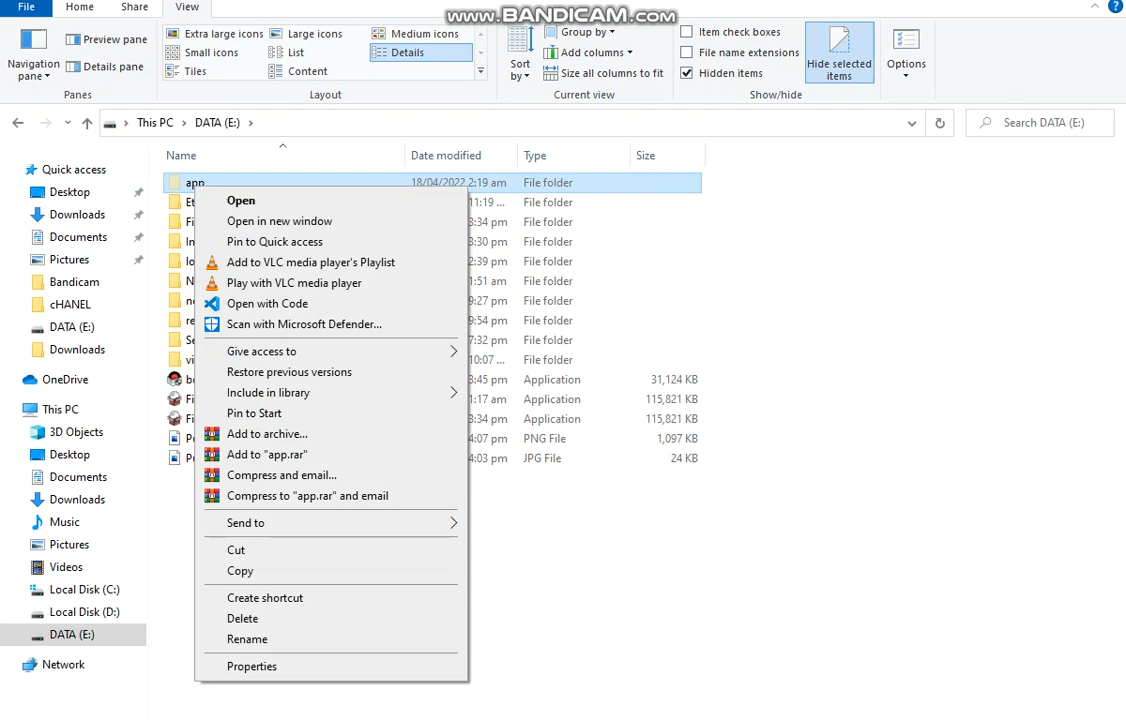 www.BANDICAM.com
File Home Share View
Navigation pane
Preview pane
Details pane
Panes
Extra large icons Large icons Medium icons
Small icons List Details
Tiles Content
Layout
Sort by
Group by
Add columns
Size all columns to fit
Current view
Item check boxes
File name extensions
Hidden items
Hide selected items
Show/hide
Options
This PC DATA (E:)
Search DATA (E:)
Name Date modified Type Size
Quick access
Desktop
Downloads
Documents
Pictures
Bandicam
cHANEL
DATA (E:)
Downloads
OneDrive
This PC
3D Objects
Desktop
Documents
Downloads
Music
Pictures
Videos
Local Disk (C:)
Local Disk (D:)
DATA (E:)
Network
app 18/04/2022 2:19 am File folder
11:19 ... File folder
3:34 pm File folder
3:30 pm File folder
2:39 pm File folder
1:51 am File folder
9:27 pm File folder
9:54 pm File folder
7:32 pm File folder
10:07 ... File folder
3:45 pm Application 31,124 KB
1:17 am Application 115,821 KB
3:34 pm Application 115,821 KB
4:07 pm PNG File 1,097 KB
4:03 pm JPG File 24 KB
Open
Open in new window
Pin to Quick access
Add to VLC media player's Playlist
Play with VLC media player
Open with Code
Scan with Microsoft Defender...
Give access to
Restore previous versions
Include in library
Pin to Start
Add to archive...
Add to "app.rar"
Compress and email...
Compress to "app.rar" and email
Send to
Cut
Copy
Create shortcut
Delete
Rename
Properties